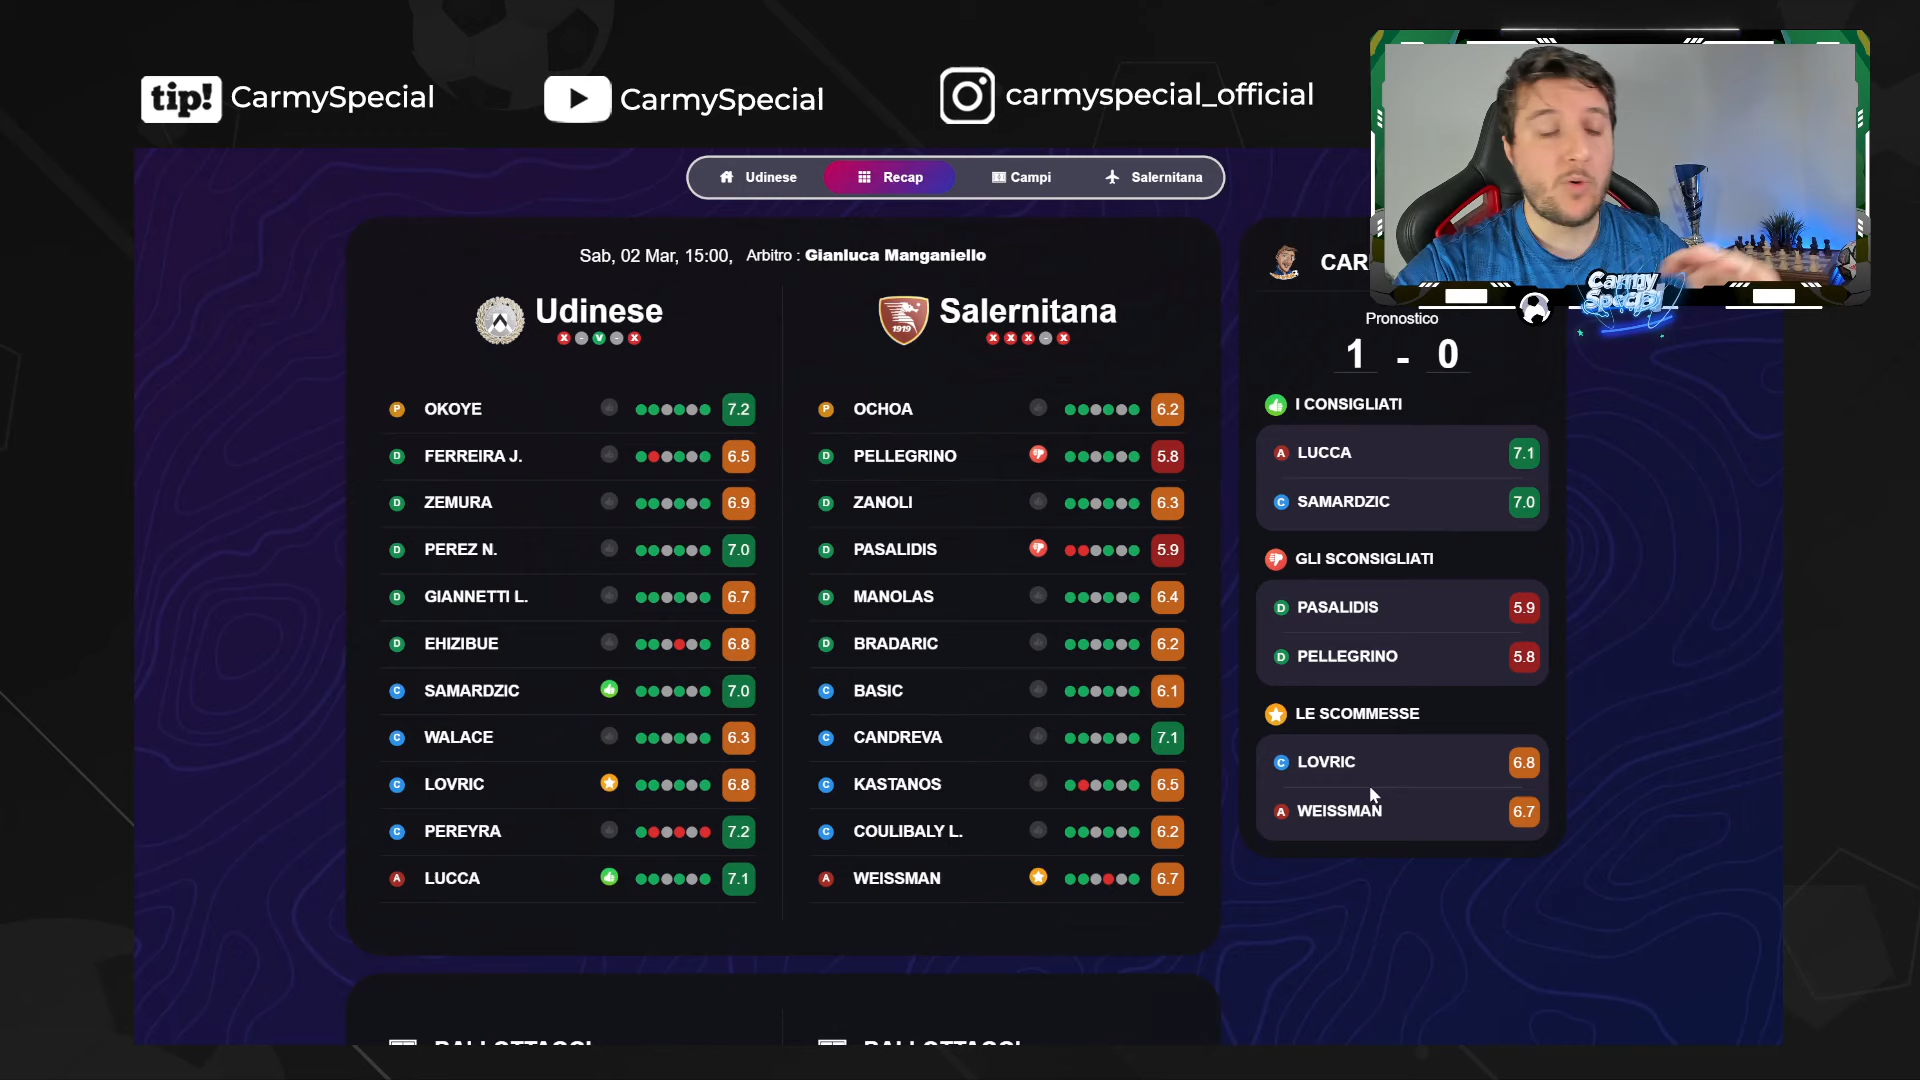 tip! CarmySpecial
CarmySpecial
carmyspecial_official
Udinese
Recap
Campi
Salernitana
Sab, 02 Mar, 15:00, Arbitro : Gianluca Manganiello
Udinese
X - V - X
P OKOYE 7.2
D FERREIRA J. 6.5
D ZEMURA 6.9
D PEREZ N. 7.0
D GIANNETTI L. 6.7
D EHIZIBUE 6.8
C SAMARDZIC 7.0
C WALACE 6.3
C LOVRIC 6.8
C PEREYRA 7.2
A LUCCA 7.1
Salernitana
1919
X X X - X
P OCHOA 6.2
D PELLEGRINO 5.8
D ZANOLI 6.3
D PASALIDIS 5.9
D MANOLAS 6.4
D BRADARIC 6.2
C BASIC 6.1
C CANDREVA 7.1
C KASTANOS 6.5
C COULIBALY L. 6.2
A WEISSMAN 6.7
CAR
Carmy
Special
Pronostico
1 - 0
I CONSIGLIATI
A LUCCA 7.1
C SAMARDZIC 7.0
GLI SCONSIGLIATI
D PASALIDIS 5.9
D PELLEGRINO 5.8
LE SCOMMESSE
C LOVRIC 6.8
A WEISSMAN 6.7
BALLOTTAGGI
BALLOTTAGGI